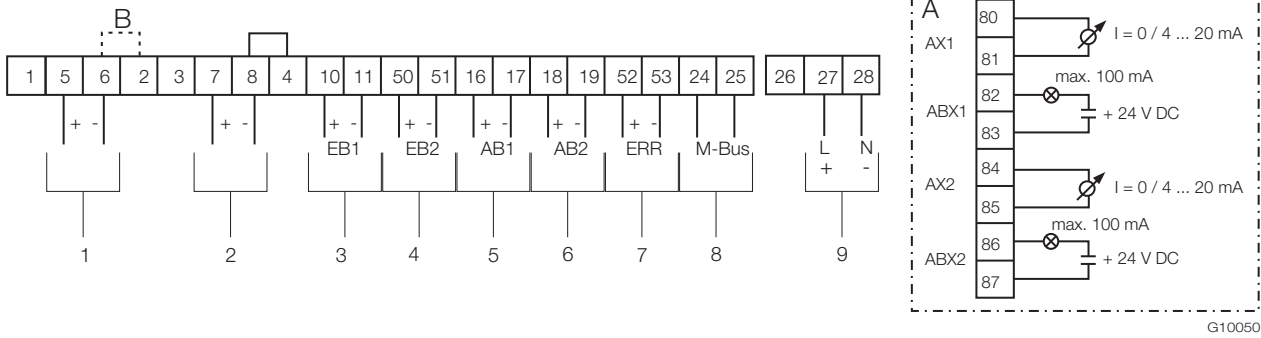 B
1 5 6 2 3 7 8 4 10 11 50 51 16 17 18 19 52 53 24 25 26 27 28
+ - + - + - + - + - + - + -
EB1 EB2 AB1 AB2 ERR M-Bus L N
+ -
1 2 3 4 5 6 7 8 9
A
80
AX1
I = 0 / 4 ... 20 mA
81
max. 100 mA
82
ABX1
+ 24 V DC
83
84
AX2
I = 0 / 4 ... 20 mA
85
max. 100 mA
86
ABX2
+ 24 V DC
87
G10050